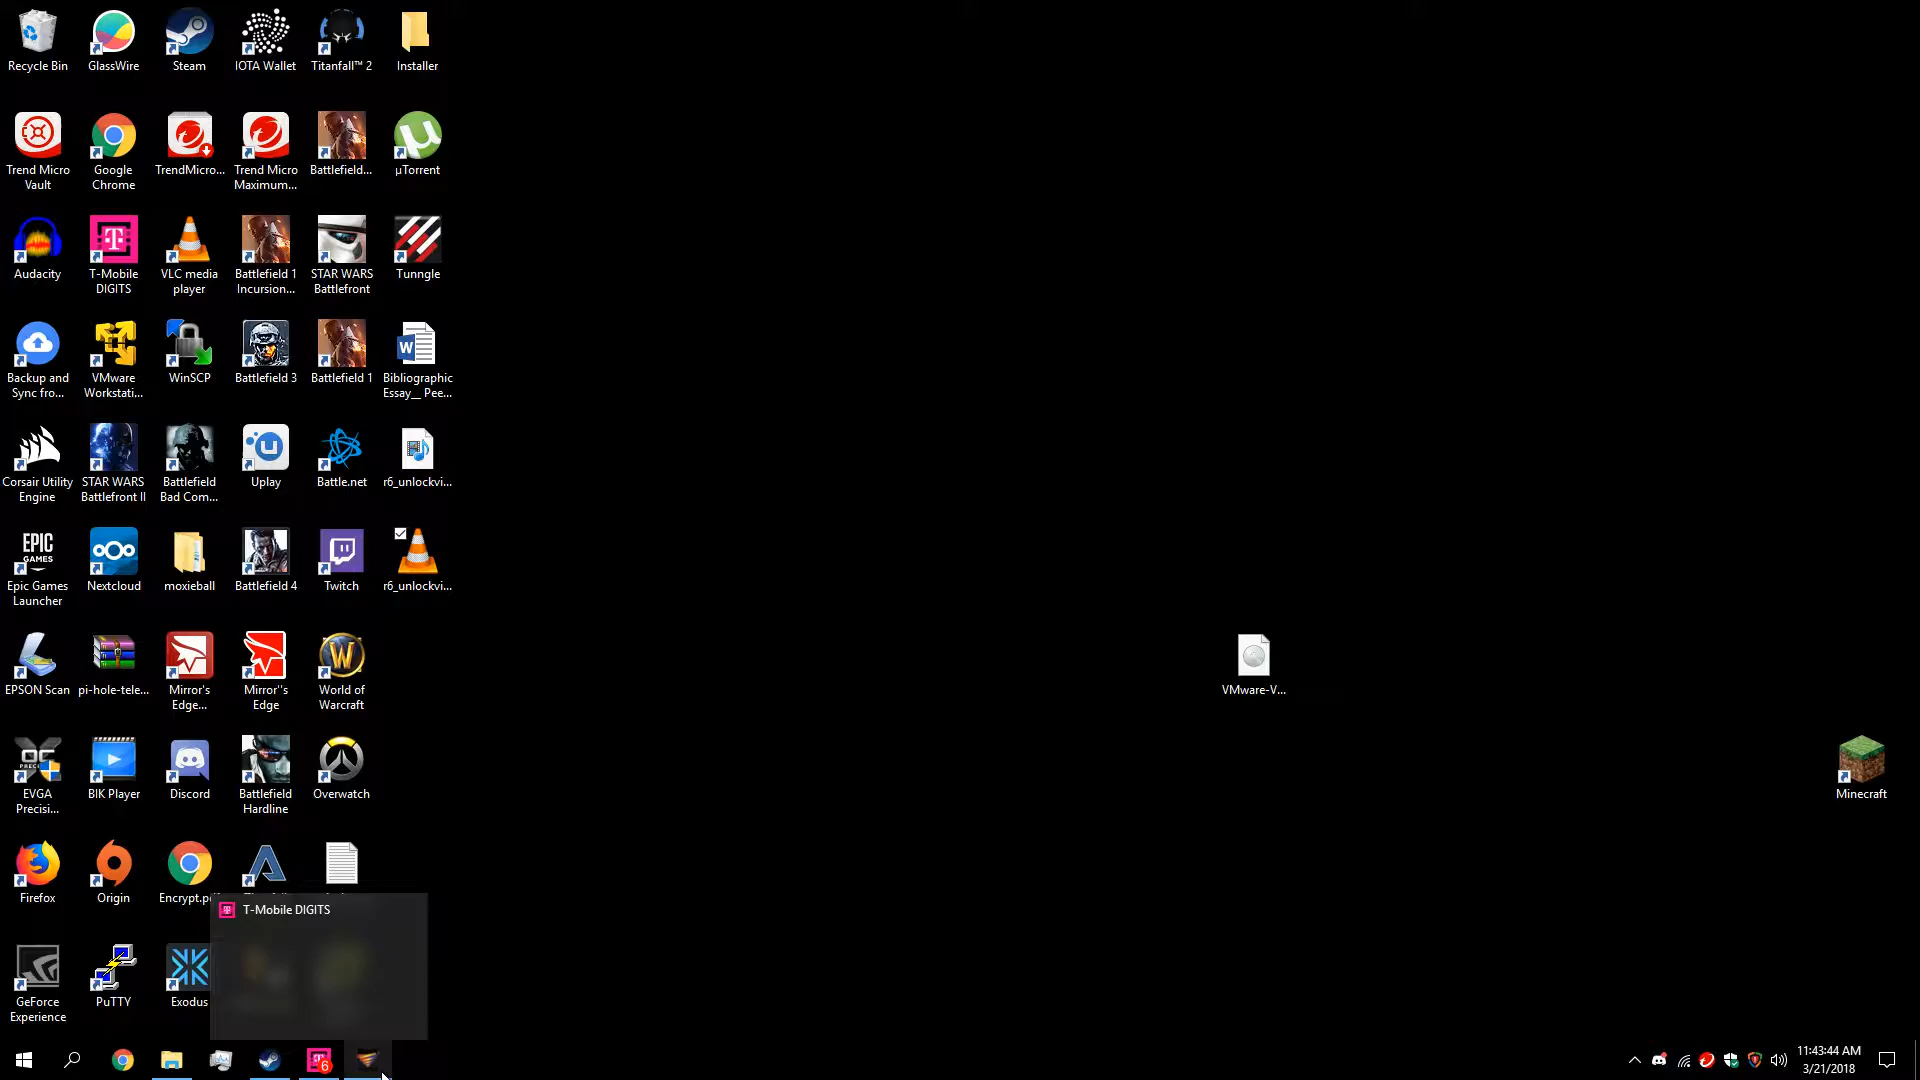 Recycle Bin
GlassWire
Steam
IOTA Wallet
Titanfall™ 2
Installer
Trend Micro
Vault
Google
Chrome
TrendMicro...
Trend Micro
Maximum...
Battlefield...
µTorrent
Audacity
T-Mobile
DIGITS
VLC media
player
Battlefield 1
Incursion...
STAR WARS
Battlefront
Tunngle
Backup and
Sync fro...
VMware
Workstati...
WinSCP
Battlefield 3
Battlefield 1
Bibliographic
Essay__ Pee...
Corsair Utility
Engine
STAR WARS
Battlefront II
Battlefield
Bad Com...
Uplay
Battle.net
r6_unlockvi...
EPIC
GAMES
Epic Games
Launcher
Nextcloud
moxieball
Battlefield 4
Twitch
r6_unlockvi...
EPSON Scan
pi-hole-tele...
Mirror's
Edge...
Mirror''s
Edge
World of
Warcraft
VMware-V...
EVGA
Precisi...
BIK Player
Discord
Battlefield
Hardline
Overwatch
Minecraft
Firefox
Origin
T-Mobile DIGITS
GeForce
Experience
PuTTY
Exodus
6
11:43:44 AM
3/21/2018